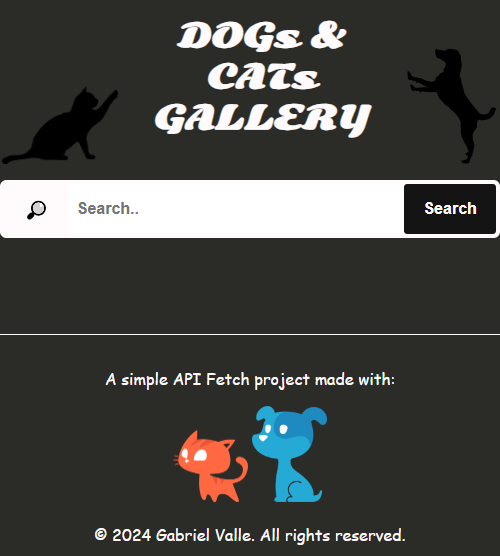 DOGs &
CATs
GALLERY
Search..
Search
A simple API Fetch project made with:
© 2024 Gabriel Valle. All rights reserved.